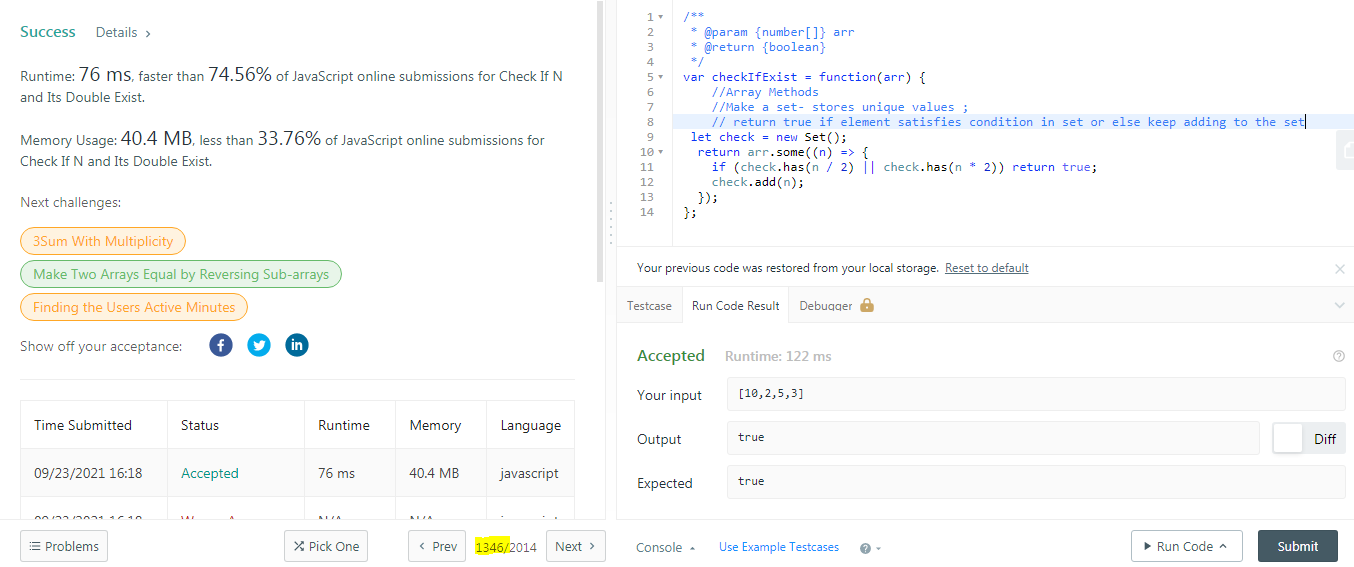 Success Details >
Runtime: 76 ms, faster than 74.56% of JavaScript online submissions for Check If N
and Its Double Exist.
Memory Usage: 40.4 MB, less than 33.76% of JavaScript online submissions for
Check If N and Its Double Exist.
Next challenges:
3Sum With Multiplicity
Make Two Arrays Equal by Reversing Sub-arrays
Finding the Users Active Minutes
Show off your acceptance:
Time Submitted Status Runtime Memory Language
09/23/2021 16:18 Accepted 76 ms 40.4 MB javascript
Problems Pick One < Prev 1346/2014 Next >
1 /**
2 * @param {number[]} arr
3 * @return {boolean}
4 */
5 var checkIfExist = function(arr) {
6 //Array Methods
7 //Make a set- stores unique values ;
8 // return true if element satisfies condition in set or else keep adding to the set
9 let check = new Set();
10 return arr.some((n) => {
11 if (check.has(n / 2) || check.has(n * 2)) return true;
12 check.add(n);
13 });
14 };
Your previous code was restored from your local storage. Reset to default
Testcase Run Code Result Debugger
Accepted Runtime: 122 ms
Your input [10,2,5,3]
Output true Diff
Expected true
Console Use Example Testcases Run Code Submit